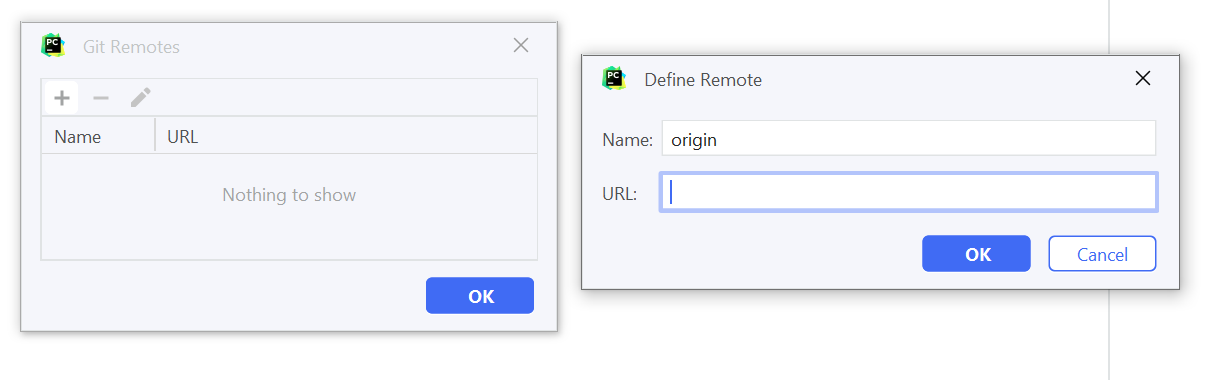 PC
Git Remotes
Name
URL
Nothing to show
OK
PC
Define Remote
Name:
origin
URL:
OK
Cancel